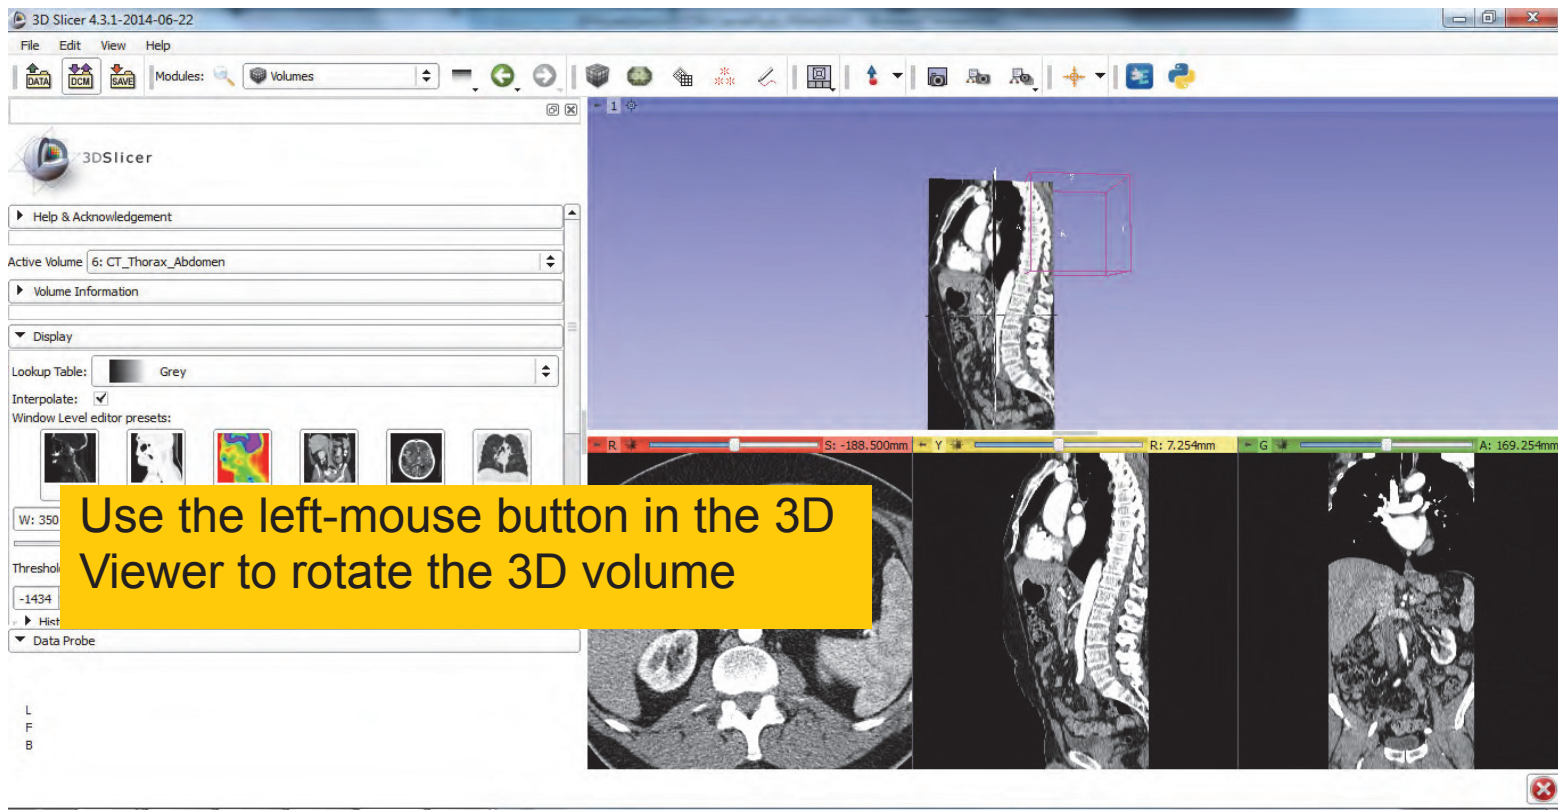 3D Slicer 4.3.1-2014-06-22
File Edit View Help
DATA DCM SAVE Modules: Volumes
1
3DSlicer
Help & Acknowledgement
Active Volume 6: CT_Thorax_Abdomen
Volume Information
Display
Lookup Table: Grey
Interpolate:
Window Level editor presets:
R S: -188.500mm Y R: 7.254mm G A: 169.254mm
W: 350
Use the left-mouse button in the 3D
Viewer to rotate the 3D volume
Threshol
-1434
Hist
Data Probe
L
F
B